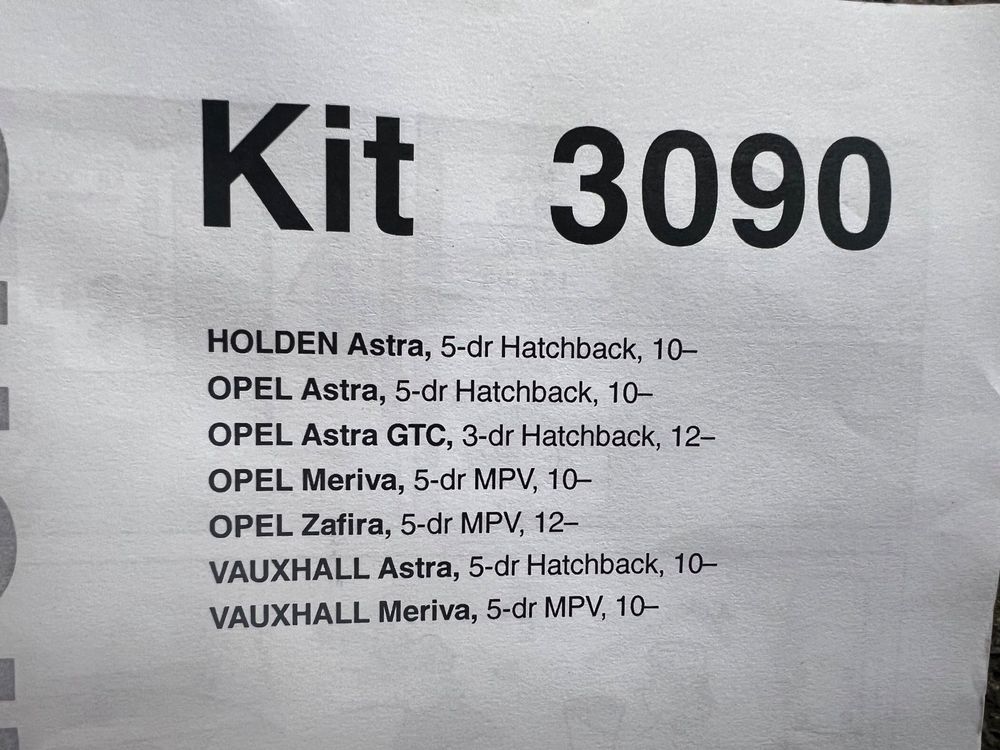 Kit 3090
HOLDEN Astra, 5-dr Hatchback, 10–
OPEL Astra, 5-dr Hatchback, 10–
OPEL Astra GTC, 3-dr Hatchback, 12–
OPEL Meriva, 5-dr MPV, 10–
OPEL Zafira, 5-dr MPV, 12–
VAUXHALL Astra, 5-dr Hatchback, 10–
VAUXHALL Meriva, 5-dr MPV, 10–